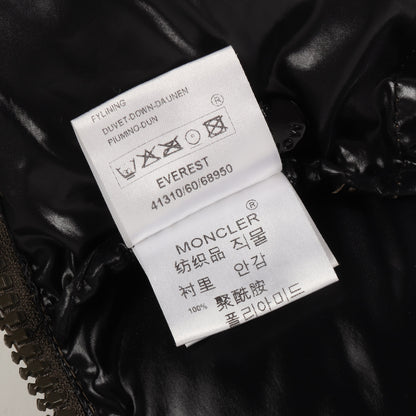 FYLINING
DUVET-DOWN-DAUNEN
PIUMINO-DUN
®
EVEREST
41310/60/68950
MONCLER®
纺织品 직물
衬里 안감
100% 聚酰胺
폴리아미드